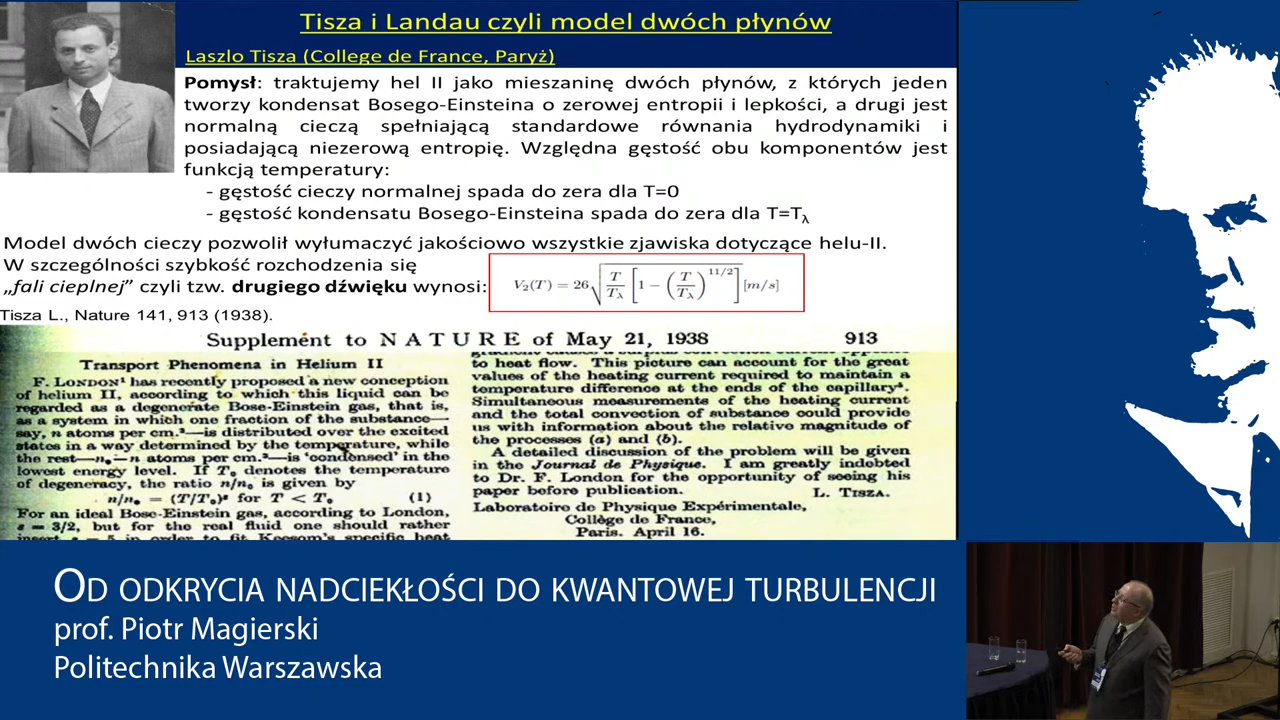 Tisza i Landau czyli model dwóch płynów
Laszlo Tisza (College de France, Paryż)
Pomysł: traktujemy hel II jako mieszaninę dwóch płynów, z których jeden
tworzy kondensat Bosego-Einsteina o zerowej entropii i lepkości, a drugi jest
normalną cieczą spełniającą standardowe równania hydrodynamiki i
posiadającą niezerową entropię. Względna gęstość obu komponentów jest
funkcją temperatury:
- gęstość cieczy normalnej spada do zera dla T=0
- gęstość kondensatu Bosego-Einsteina spada do zera dla T=Tλ
Model dwóch cieczy pozwolił wyłumaczyć jakościowo wszystkie zjawiska dotyczące helu-II.
W szczególności szybkość rozchodzenia się
„fali cieplnej" czyli tzw. drugiego dźwięku wynosi:
V₂(T) = 26√(T/Tλ [1 − (T/Tλ)^11/2]) [m/s]
Tisza L., Nature 141, 913 (1938).
Supplement to NATURE of May 21, 1938 913
Transport Phenomena in Helium II
F. LONDON¹ has recently proposed a new conception
of helium II, according to which this liquid can be
regarded as a degenerate Bose-Einstein gas, that is,
as a system in which one fraction of the substance—
say, n atoms per cm.³—is distributed over the excited
states in a way determined by the temperature, while
the rest—n₀—n atoms per cm.³—is 'condensed' in the
lowest energy level. If T₀ denotes the temperature
of degeneracy, the ratio n/n₀ is given by
n/n₀ = (T/T₀)ˢ for T < T₀ (1)
For an ideal Bose-Einstein gas, according to London,
s = 3/2, but for the real fluid one should rather
insert s = 5 in order to fit Keesom's specific heat
to heat flow. This picture can account for the great
values of the heating current required to maintain a
temperature difference at the ends of the capillary⁴.
Simultaneous measurements of the heating current
and the total convection of substance could provide
us with information about the relative magnitude of
the processes (a) and (b).
A detailed discussion of the problem will be given
in the Journal de Physique. I am greatly indebted
to Dr. F. London for the opportunity of seeing his
paper before publication. L. TISZA.
Laboratoire de Physique Expérimentale,
Collège de France,
Paris. April 16.
OD ODKRYCIA NADCIEKŁOŚCI DO KWANTOWEJ TURBULENCJI
prof. Piotr Magierski
Politechnika Warszawska